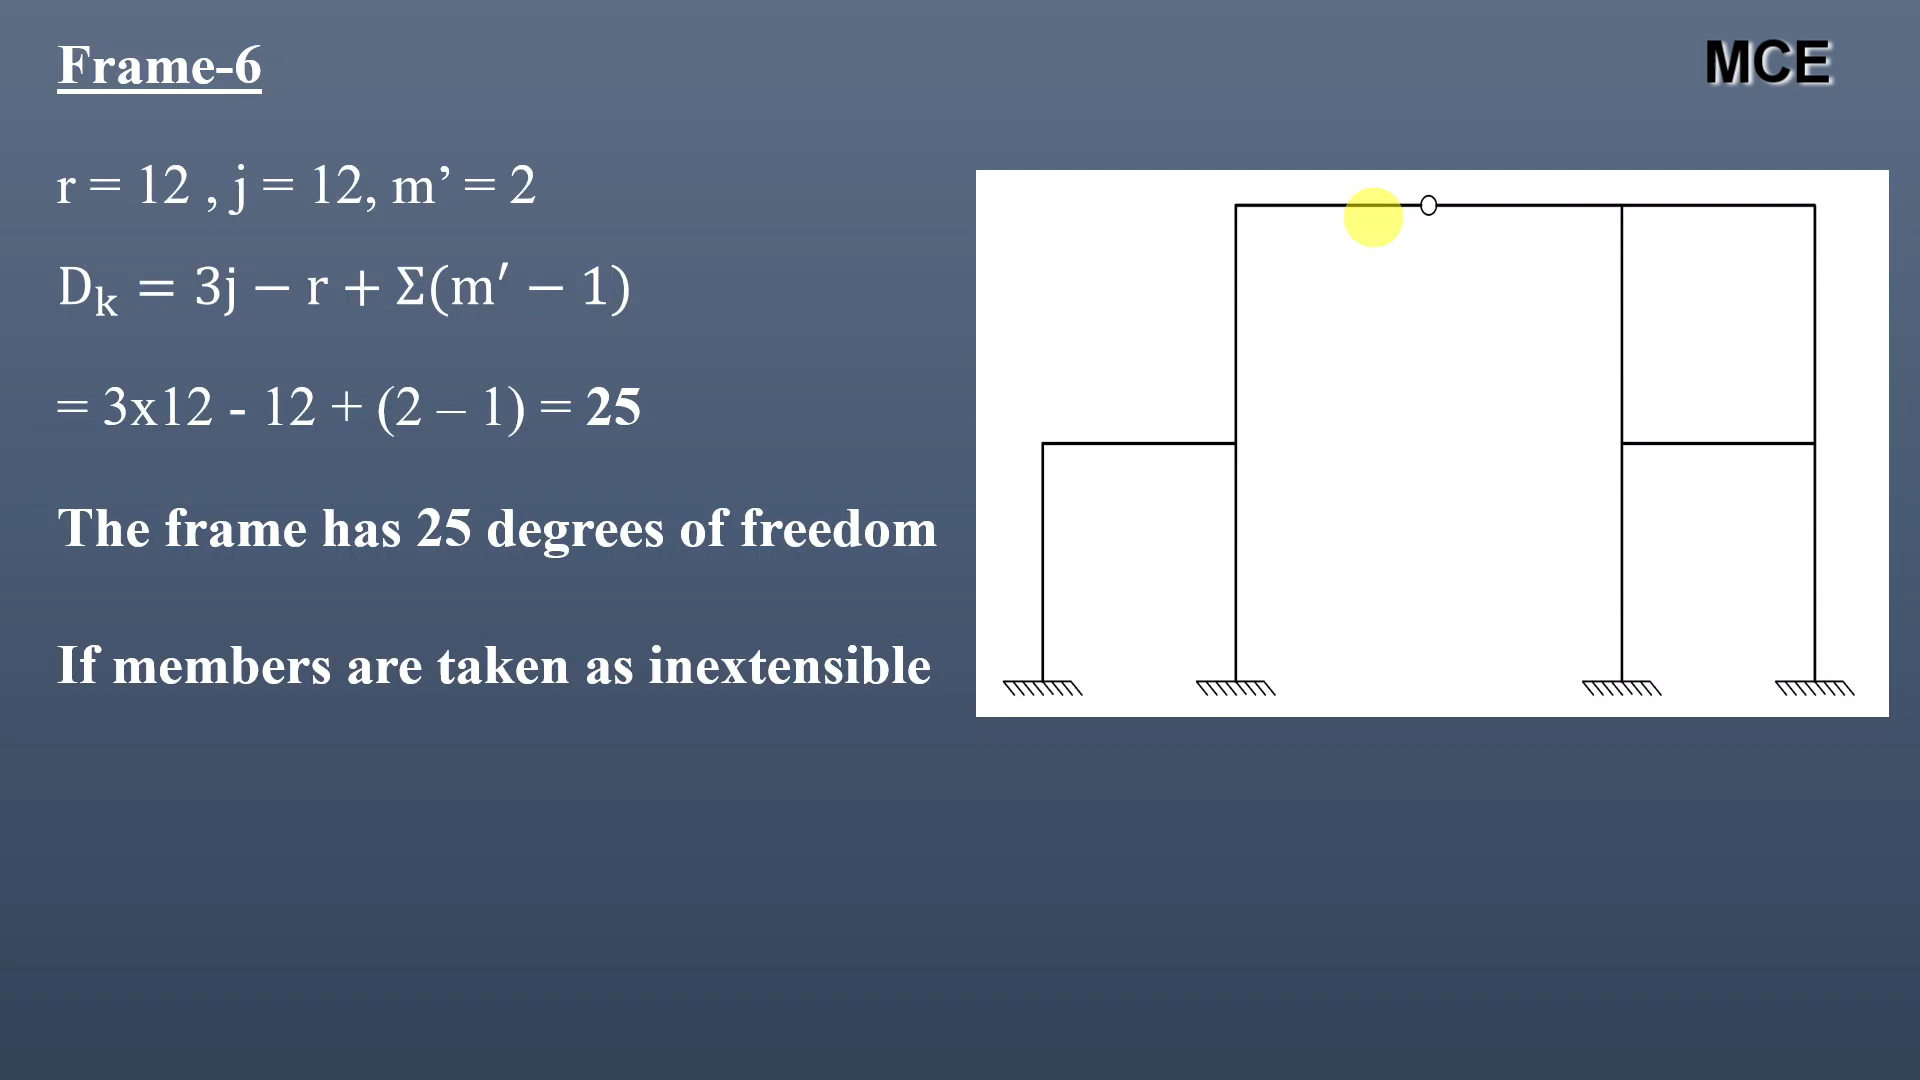 Frame-6
MCE
r = 12 , j = 12, m’ = 2
Dₖ = 3j − r + Σ(m′ − 1)
= 3x12 - 12 + (2 – 1) = 25
The frame has 25 degrees of freedom
If members are taken as inextensible